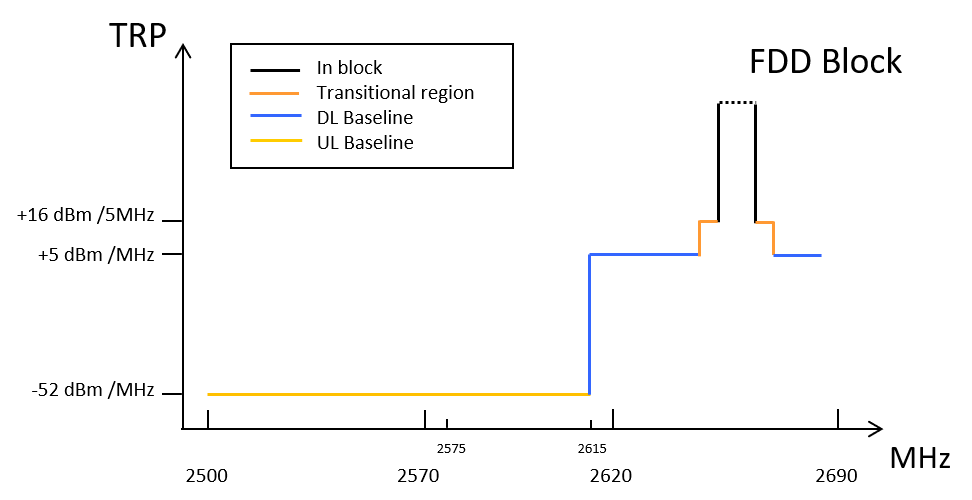 TRP
FDD Block
In block
Transitional region
DL Baseline
UL Baseline
+16 dBm /5MHz
+5 dBm /MHz
-52 dBm /MHz
2575
2615
MHz
2500
2570
2620
2690